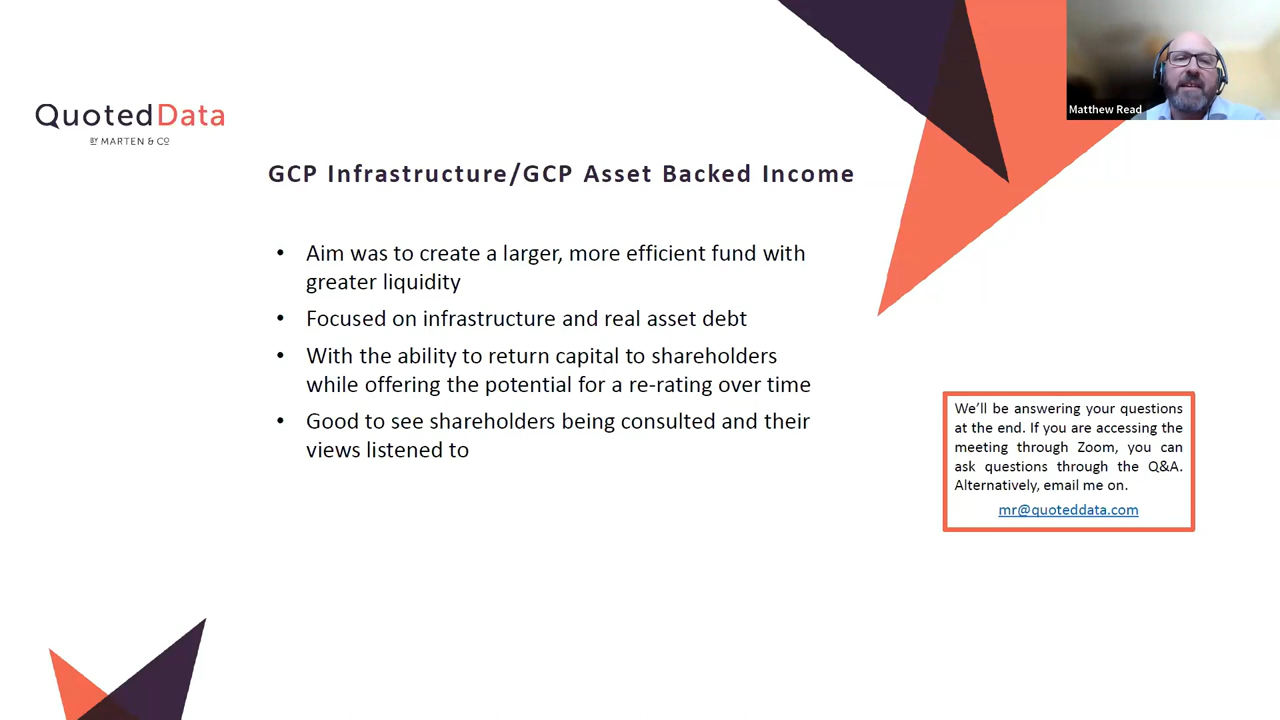 QuotedData
BY MARTEN & CO
Matthew Read
GCP Infrastructure/GCP Asset Backed Income
• Aim was to create a larger, more efficient fund with
greater liquidity
• Focused on infrastructure and real asset debt
• With the ability to return capital to shareholders
while offering the potential for a re-rating over time
• Good to see shareholders being consulted and their
views listened to
We’ll be answering your questions
at the end. If you are accessing the
meeting through Zoom, you can
ask questions through the Q&A.
Alternatively, email me on.
mr@quoteddata.com